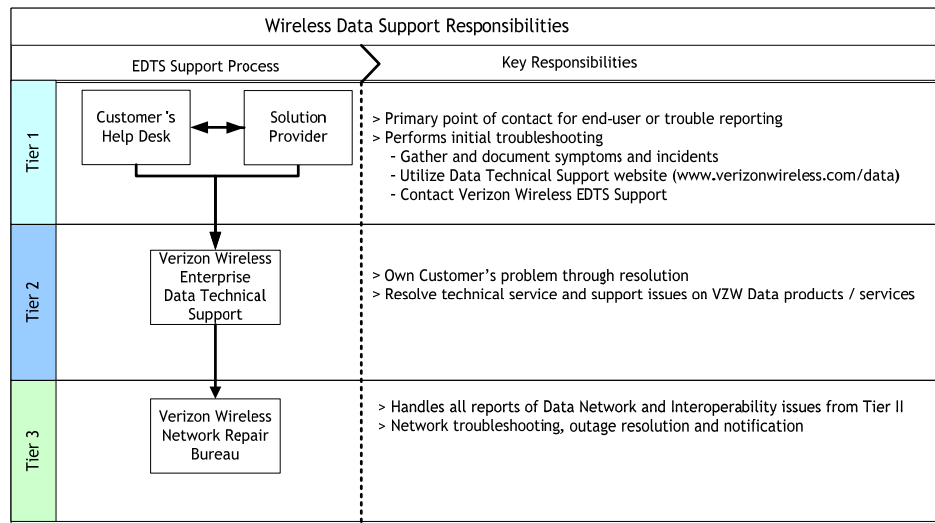 Wireless Data Support Responsibilities
EDTS Support Process
Key Responsibilities
Tier 1
Customer's
Help Desk
Solution
Provider
> Primary point of contact for end-user or trouble reporting
> Performs initial troubleshooting
- Gather and document symptoms and incidents
- Utilize Data Technical Support website (www.verizonwireless.com/data)
- Contact Verizon Wireless EDTS Support
Tier 2
Verizon Wireless
Enterprise
Data Technical
Support
> Own Customer's problem through resolution
> Resolve technical service and support issues on VZW Data products / services
Tier 3
Verizon Wireless
Network Repair
Bureau
> Handles all reports of Data Network and Interoperability issues from Tier II
> Network troubleshooting, outage resolution and notification